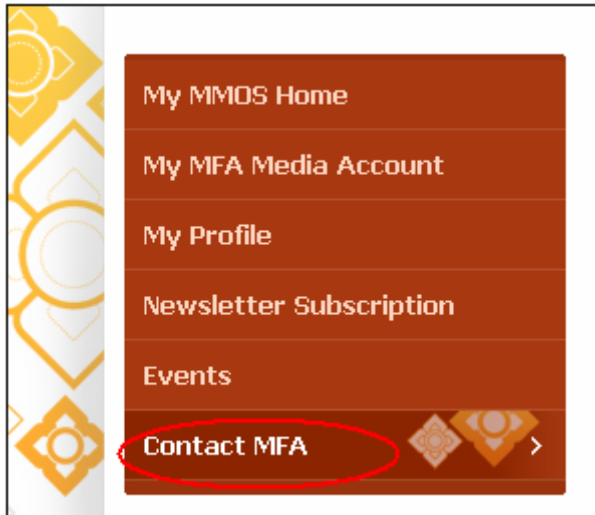 My MMOS Home
My MFA Media Account
My Profile
Newsletter Subscription
Events
Contact MFA